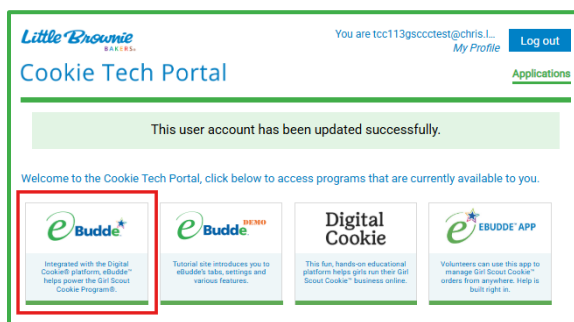 Little Brownie
BAKERS®
You are tcc113gsccctest@chris.l...
My Profile
Log out
Cookie Tech Portal
Applications
This user account has been updated successfully.
Welcome to the Cookie Tech Portal, click below to access programs that are currently available to you.
eBudde
Integrated with the Digital
Cookie® platform, eBudde™
helps power the Girl Scout
Cookie Program®.
eBudde DEMO
Tutorial site introduces you to
eBudde's tabs, settings and
various features.
Digital
Cookie
This fun, hands-on educational
platform helps girls run their Girl
Scout Cookie™ business online.
e EBUDDE™ APP
Volunteers can use this app to
manage Girl Scout Cookie™
orders from anywhere. Help is
built right in.